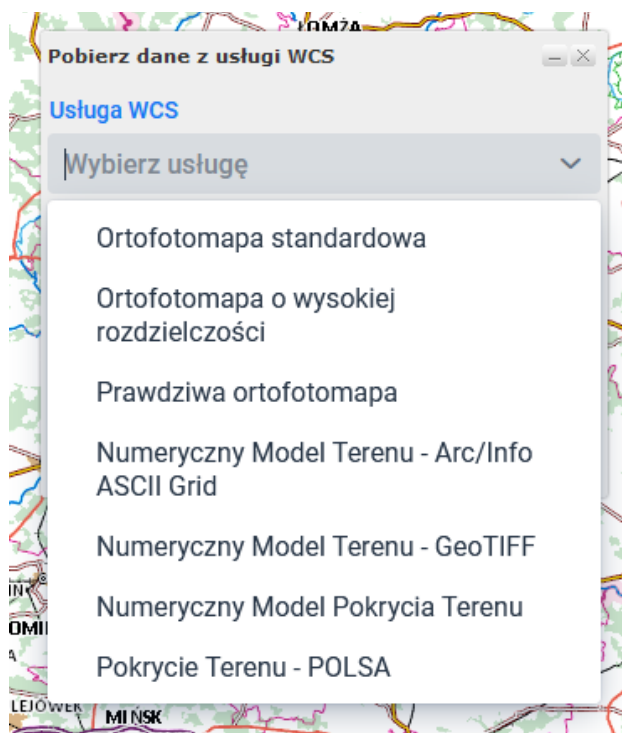 ŁOMŻA
Pobierz dane z usługi WCS
Usługa WCS
Wybierz usługę
Ortofotomapa standardowa
Ortofotomapa o wysokiej
rozdzielczości
Prawdziwa ortofotomapa
Numeryczny Model Terenu - Arc/Info
ASCII Grid
Numeryczny Model Terenu - GeoTIFF
Numeryczny Model Pokrycia Terenu
Pokrycie Terenu - POLSA
LEJÓWEK
MIŃSK